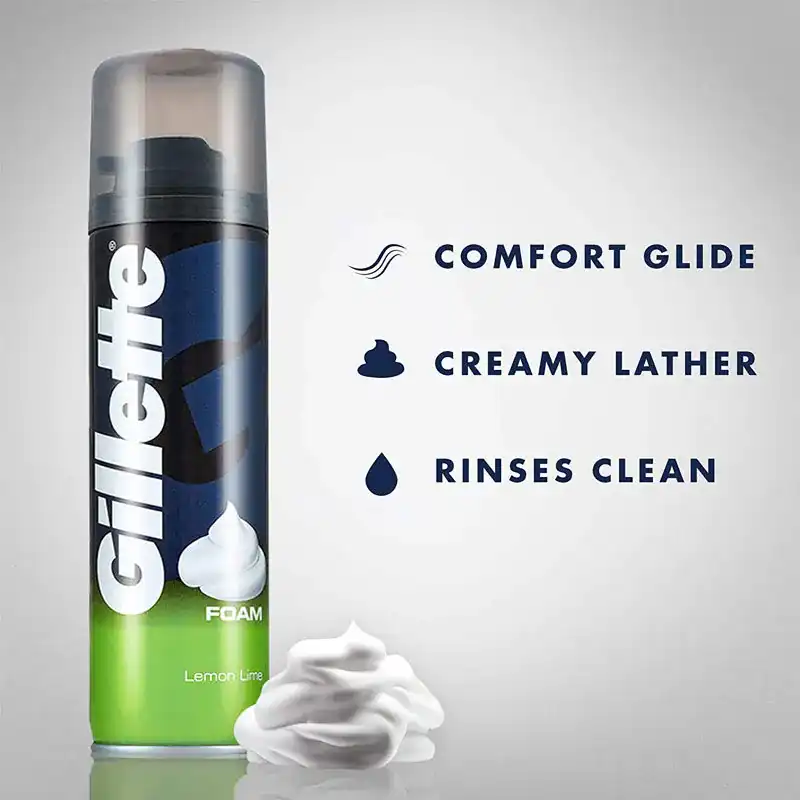 Gillette®
FOAM
Lemon Lime
COMFORT GLIDE
CREAMY LATHER
RINSES CLEAN